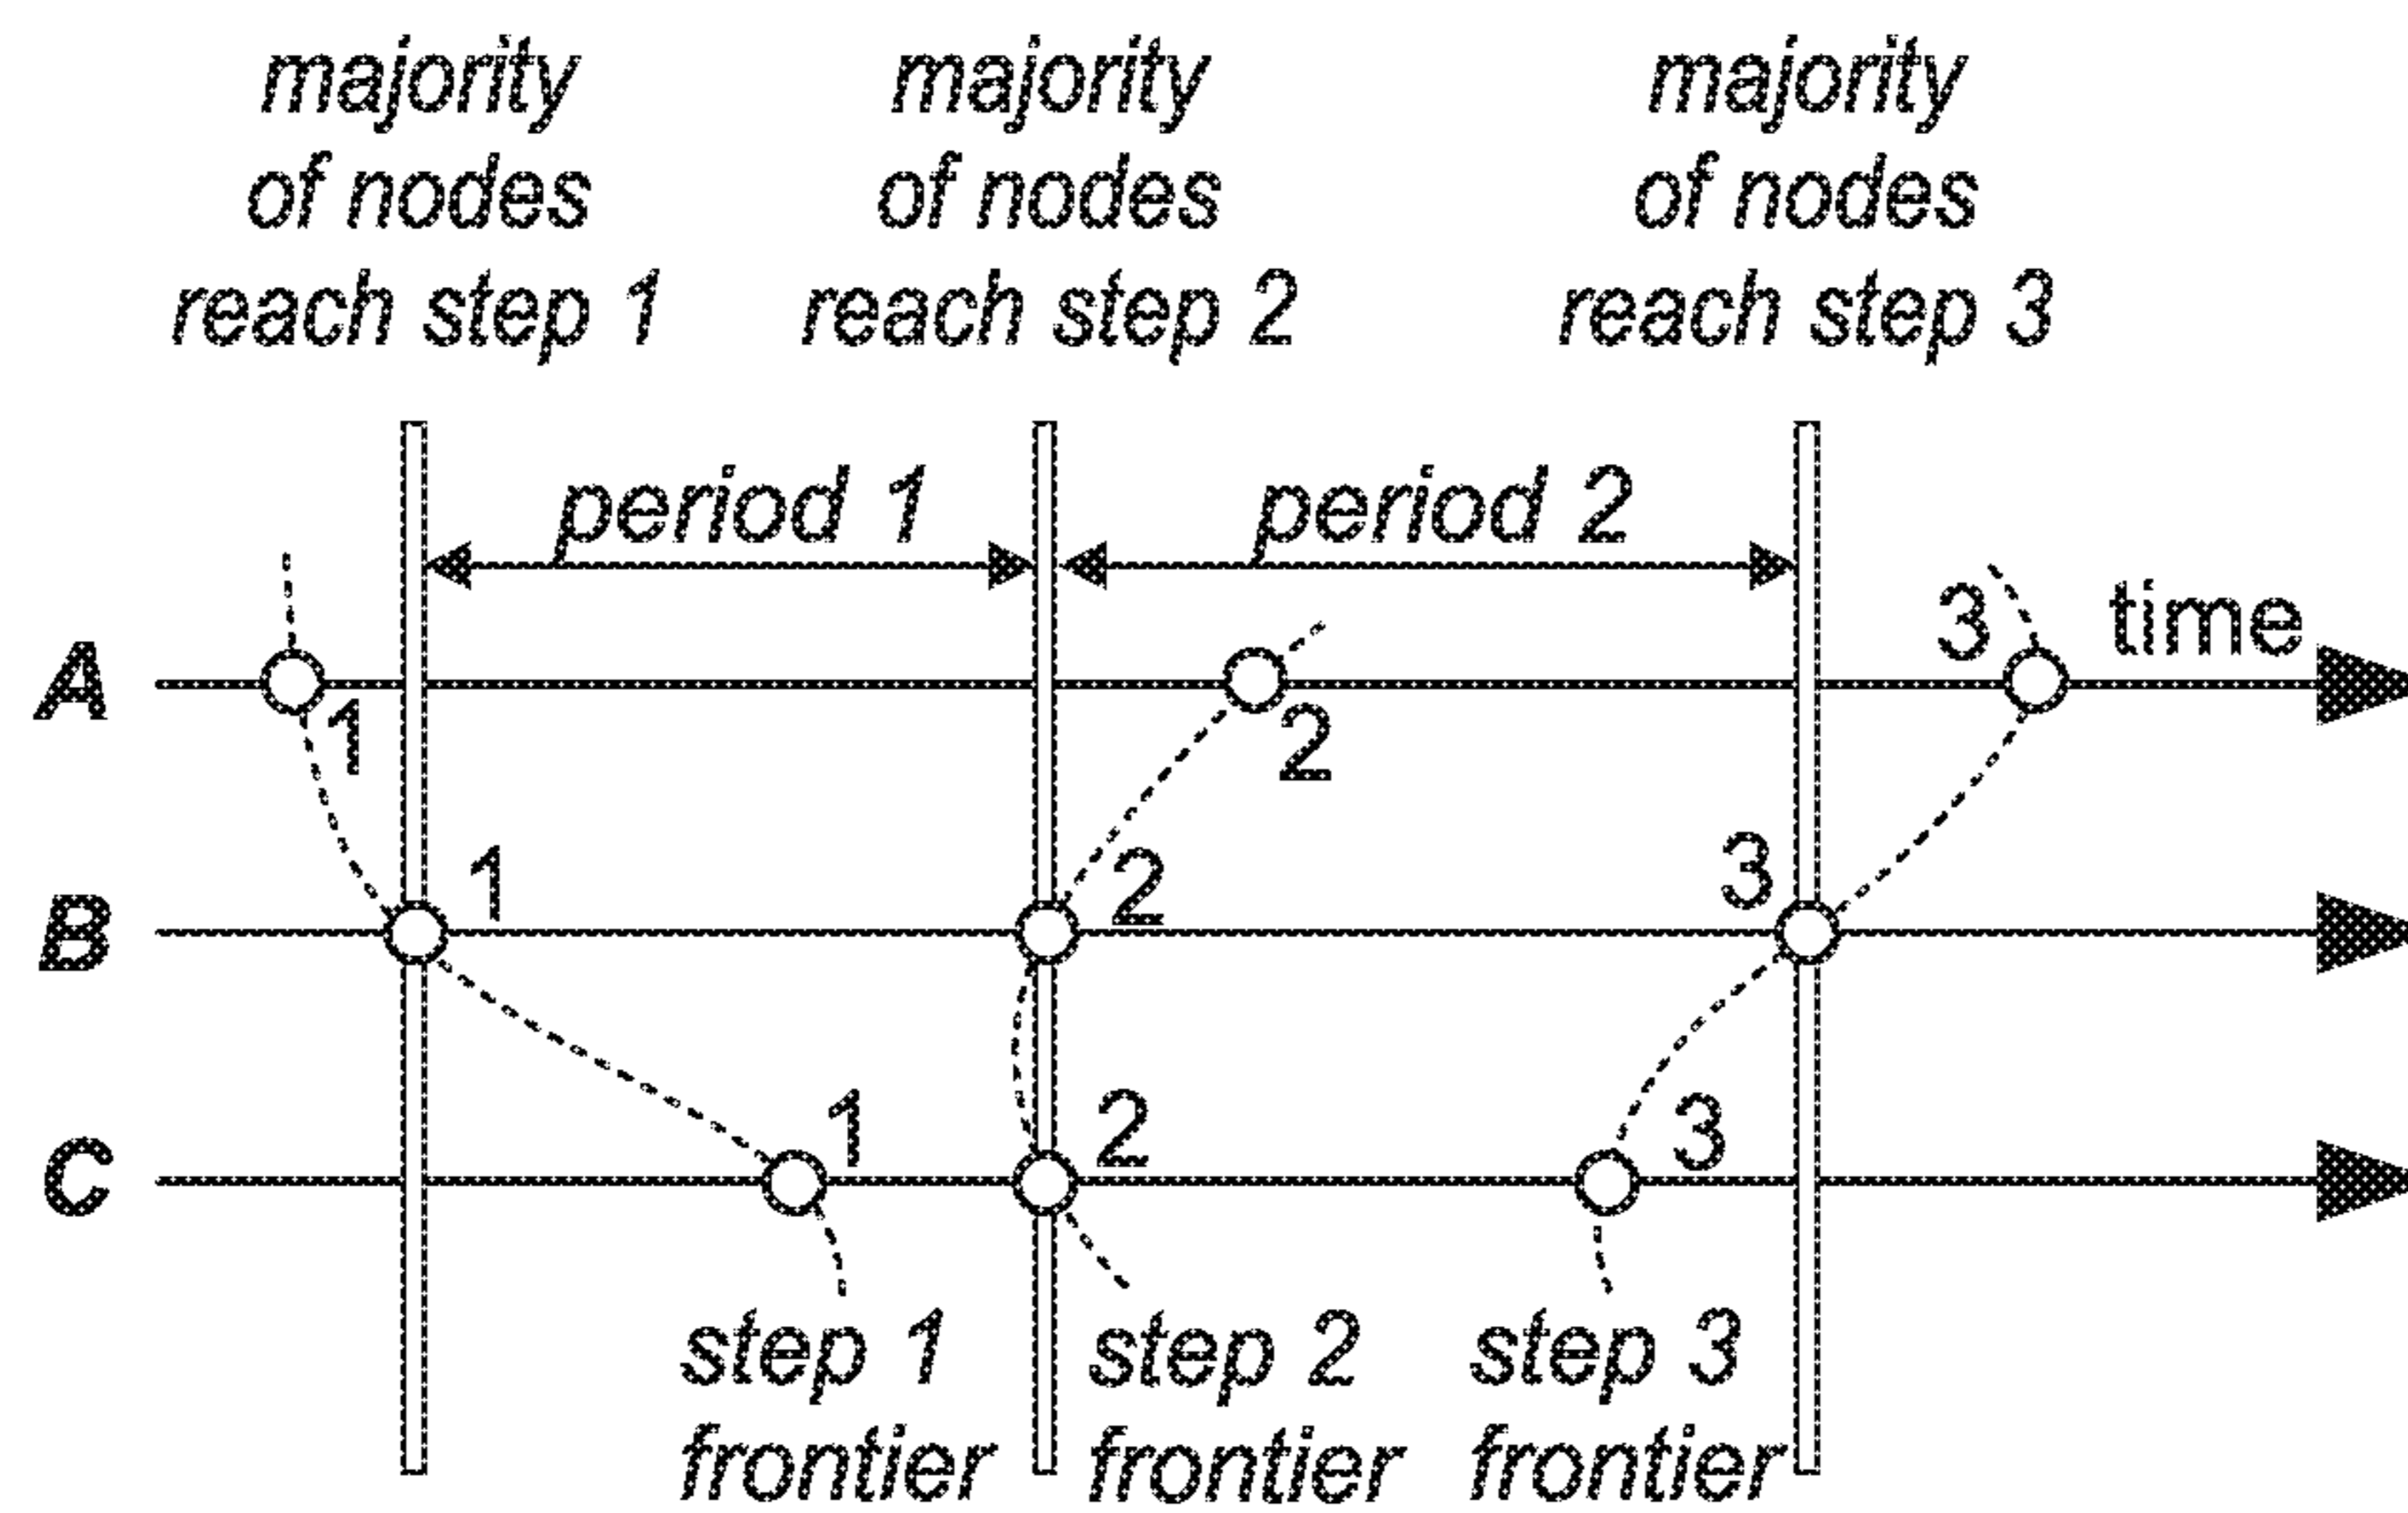 majority
of nodes
reach step 1
majority
of nodes
reach step 2
majority
of nodes
reach step 3
period 1
period 2
A
1
2
3
time
B
1
2
3
C
1
2
3
step 1
frontier
step 2
frontier
step 3
frontier